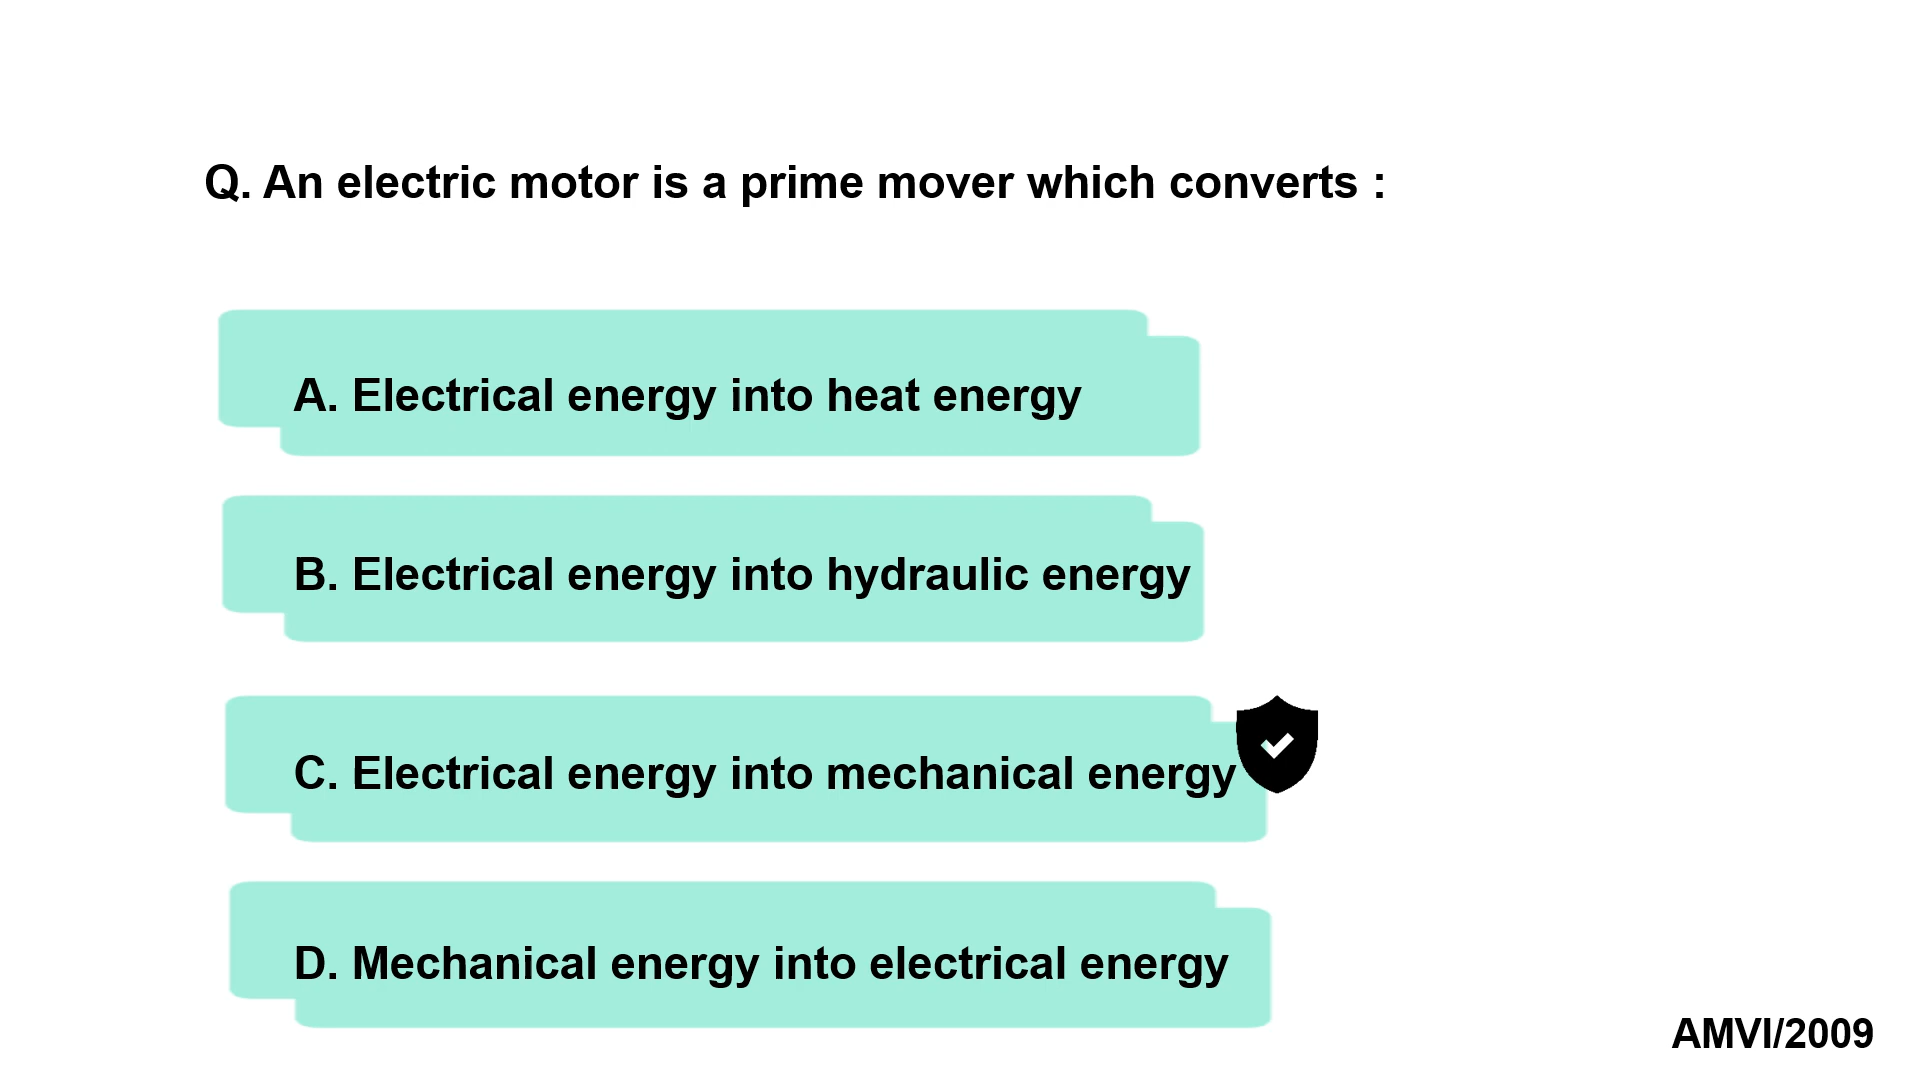 Q. An electric motor is a prime mover which converts :
A. Electrical energy into heat energy
B. Electrical energy into hydraulic energy
C. Electrical energy into mechanical energy
D. Mechanical energy into electrical energy
AMVI/2009